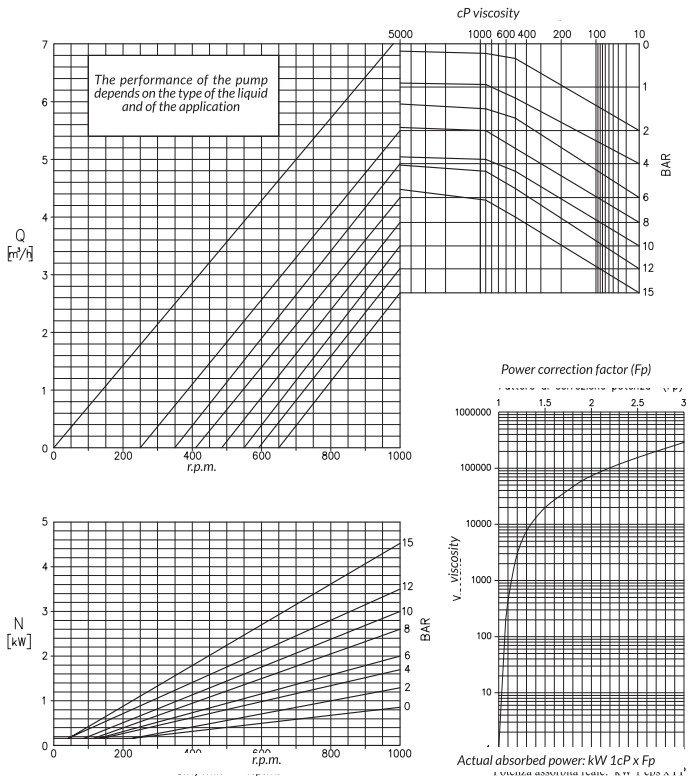 cP viscosity
5000 1000 600 400 200 100 10
7
6
5
4
3
2
1
0
The performance of the pump
depends on the type of the liquid
and of the application
Q
[m³/h]
0
1
2
4
6
8
10
12
15
BAR
0 200 400 600 800 1000
r.p.m.
Power correction factor (Fp)
1 1.5 2 2.5 3
1000000
100000
10000
1000
100
10
1
viscosity
5
4
3
2
1
0
N
[kW]
15
12
10
8
6
4
2
0
BAR
0 200 400 600 800 1000
r.p.m.
Actual absorbed power: kW 1cP x Fp